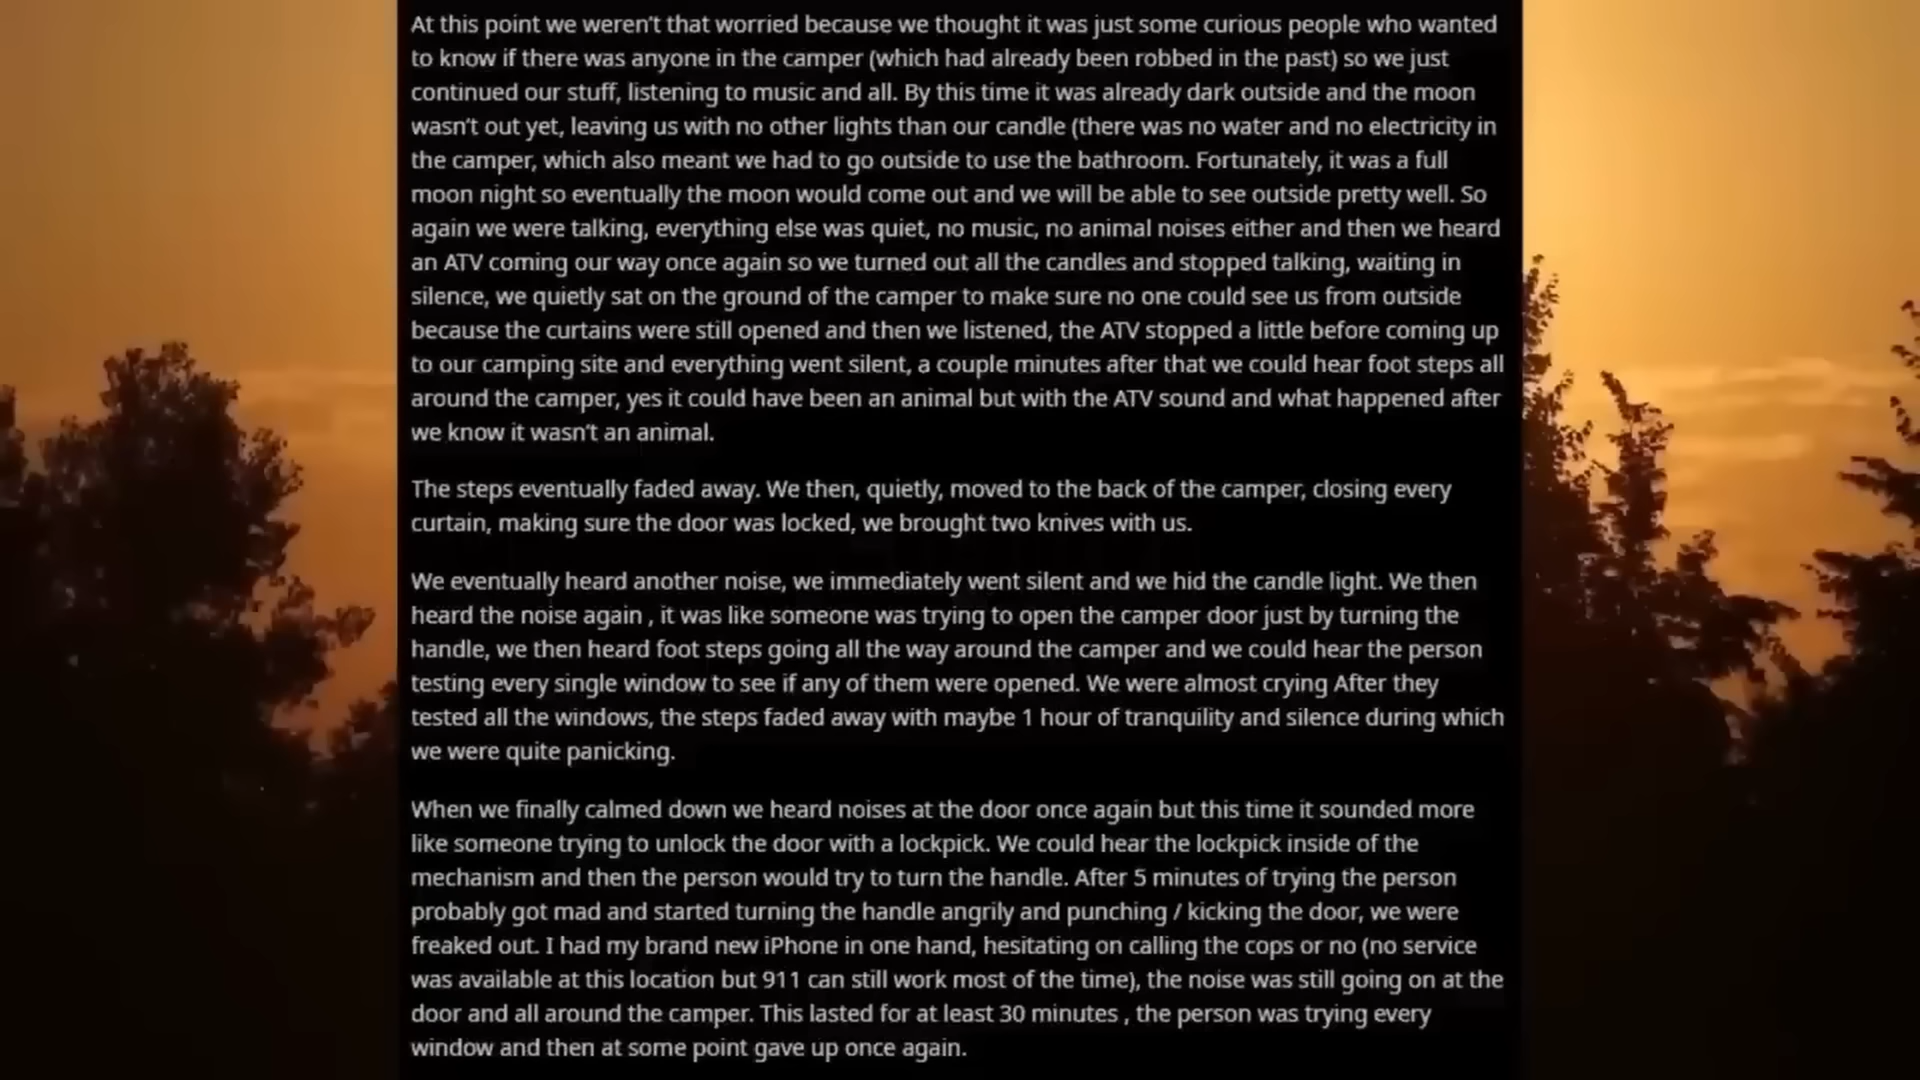 At this point we weren't that worried because we thought it was just some curious people who wanted
to know if there was anyone in the camper (which had already been robbed in the past) so we just
continued our stuff, listening to music and all. By this time it was already dark outside and the moon
wasn't out yet, leaving us with no other lights than our candle (there was no water and no electricity in
the camper, which also meant we had to go outside to use the bathroom. Fortunately, it was a full
moon night so eventually the moon would come out and we will be able to see outside pretty well. So
again we were talking, everything else was quiet, no music, no animal noises either and then we heard
an ATV coming our way once again so we turned out all the candles and stopped talking, waiting in
silence, we quietly sat on the ground of the camper to make sure no one could see us from outside
because the curtains were still opened and then we listened, the ATV stopped a little before coming up
to our camping site and everything went silent, a couple minutes after that we could hear foot steps all
around the camper, yes it could have been an animal but with the ATV sound and what happened after
we know it wasn't an animal.
The steps eventually faded away. We then, quietly, moved to the back of the camper, closing every
curtain, making sure the door was locked, we brought two knives with us.
We eventually heard another noise, we immediately went silent and we hid the candle light. We then
heard the noise again , it was like someone was trying to open the camper door just by turning the
handle, we then heard foot steps going all the way around the camper and we could hear the person
testing every single window to see if any of them were opened. We were almost crying After they
tested all the windows, the steps faded away with maybe 1 hour of tranquility and silence during which
we were quite panicking.
When we finally calmed down we heard noises at the door once again but this time it sounded more
like someone trying to unlock the door with a lockpick. We could hear the lockpick inside of the
mechanism and then the person would try to turn the handle. After 5 minutes of trying the person
probably got mad and started turning the handle angrily and punching / kicking the door, we were
freaked out. I had my brand new iPhone in one hand, hesitating on calling the cops or no (no service
was available at this location but 911 can still work most of the time), the noise was still going on at the
door and all around the camper. This lasted for at least 30 minutes , the person was trying every
window and then at some point gave up once again.